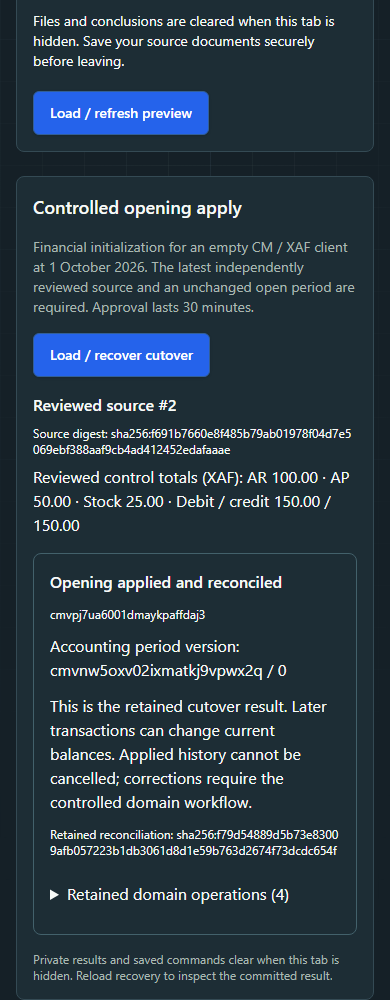 Files and conclusions are cleared when this tab is
hidden. Save your source documents securely
before leaving.
Load / refresh preview
Controlled opening apply
Financial initialization for an empty CM / XAF client
at 1 October 2026. The latest independently
reviewed source and an unchanged open period are
required. Approval lasts 30 minutes.
Load / recover cutover
Reviewed source #2
Source digest: sha256:f691b7660e8f485b79ab01978f04d7e5
069ebf388aaf9cb4ad412452edafaaae
Reviewed control totals (XAF): AR 100.00 · AP
50.00 · Stock 25.00 · Debit / credit 150.00 /
150.00
Opening applied and reconciled
cmvpj7ua6001dmaykpaffdaj3
Accounting period version:
cmvnw5oxv02ixmatkj9vpwx2q / 0
This is the retained cutover result. Later
transactions can change current
balances. Applied history cannot be
cancelled; corrections require the
controlled domain workflow.
Retained reconciliation: sha256:f79d54889d5b73e8300
9afb057223b1db3061d8d1e59b763d2674f73dcdc654f
▶ Retained domain operations (4)
Private results and saved commands clear when this tab is
hidden. Reload recovery to inspect the committed result.